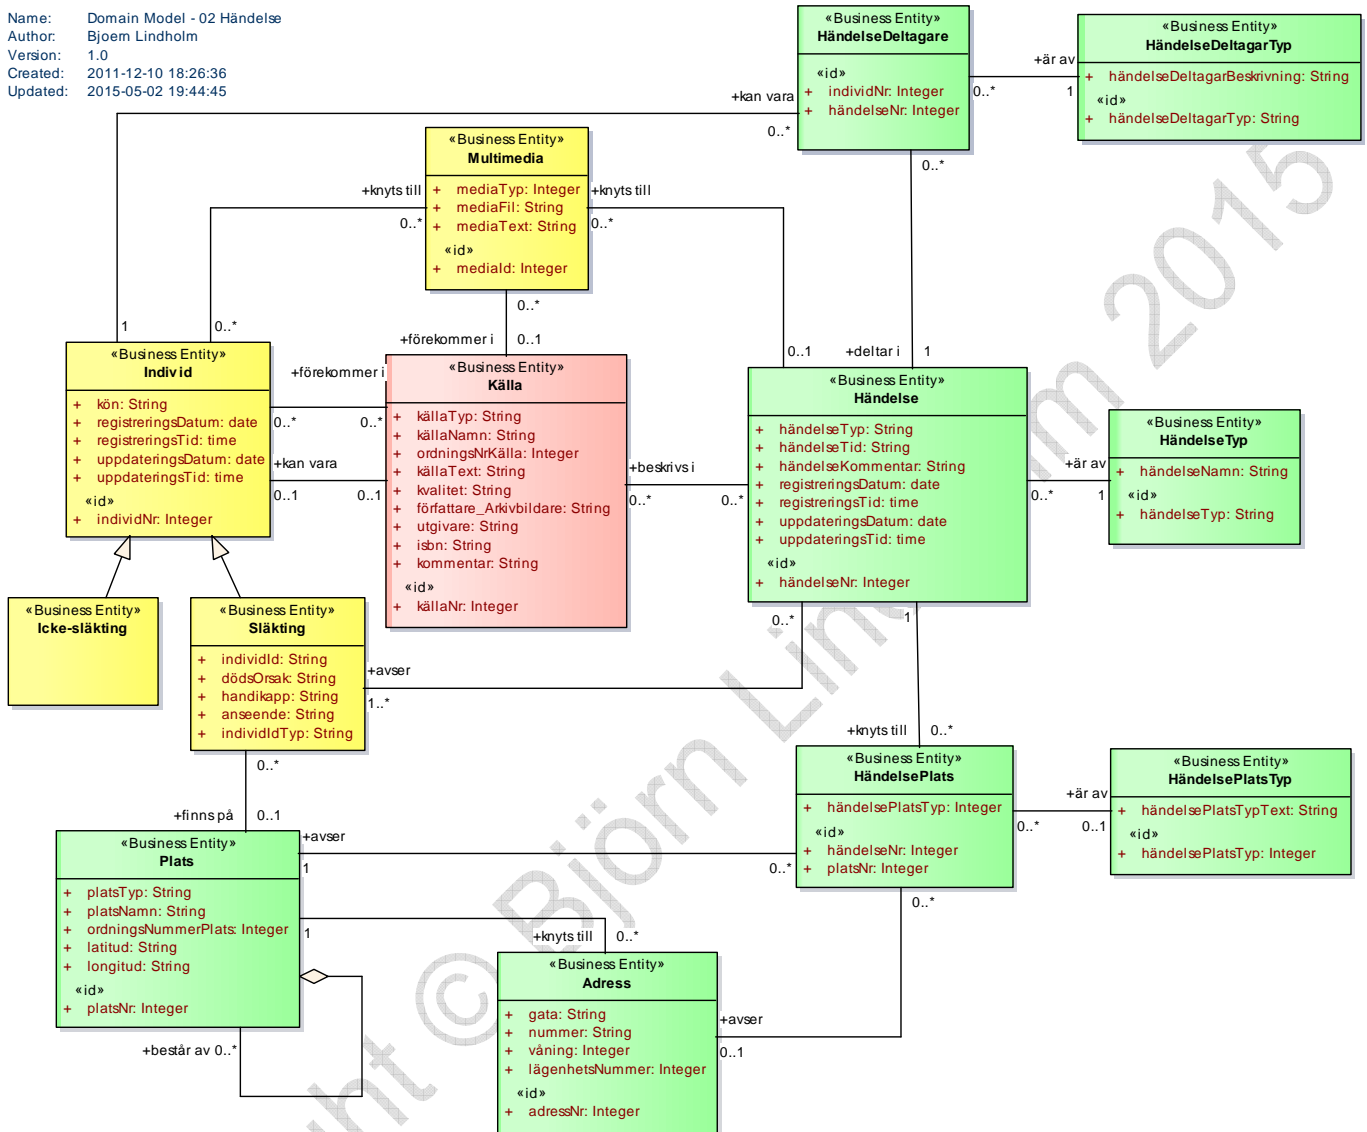 Name: Domain Model - 02 Händelse
Author: Bjoern Lindholm
Version: 1.0
Created: 2011-12-10 18:26:36
Updated: 2015-05-02 19:44:45
«Business Entity»
HändelseDeltagare
«id»
+ individNr: Integer
+ händelseNr: Integer
«Business Entity»
HändelseDeltagarTyp
+ händelseDeltagarBeskrivning: String
«id»
+ händelseDeltagarTyp: String
+är av
0..*
1
+kan vara
0..*
1
0..*
+deltar i
1
«Business Entity»
Multimedia
+ mediaTyp: Integer
+ mediaFil: String
+ mediaText: String
«id»
+ mediaId: Integer
+knyts till
0..*
0..*
+knyts till
0..*
0..1
0..*
+förekommer i
0..1
«Business Entity»
Individ
+ kön: String
+ registreringsDatum: date
+ registreringsTid: time
+ uppdateringsDatum: date
+ uppdateringsTid: time
«id»
+ individNr: Integer
+förekommer i
0..*
0..*
+kan vara
0..1
0..1
«Business Entity»
Källa
+ källaTyp: String
+ källaNamn: String
+ ordningsNrKälla: Integer
+ källaText: String
+ kvalitet: String
+ författare_Arkivbildare: String
+ utgivare: String
+ isbn: String
+ kommentar: String
«id»
+ källaNr: Integer
+beskrivs i
0..*
0..*
«Business Entity»
Händelse
+ händelseTyp: String
+ händelseTid: String
+ händelseKommentar: String
+ registreringsDatum: date
+ registreringsTid: time
+ uppdateringsDatum: date
+ uppdateringsTid: time
«id»
+ händelseNr: Integer
+är av
0..*
1
«Business Entity»
HändelseTyp
+ händelseNamn: String
«id»
+ händelseTyp: String
«Business Entity»
Icke-släkting
«Business Entity»
Släkting
+ individId: String
+ dödsOrsak: String
+ handikapp: String
+ anseende: String
+ individIdTyp: String
+avser
1..*
0..*
1
+knyts till
0..*
0..*
+finns på
0..1
«Business Entity»
HändelsePlats
+ händelsePlatsTyp: Integer
«id»
+ händelseNr: Integer
+ platsNr: Integer
+är av
0..*
0..1
«Business Entity»
HändelsePlatsTyp
+ händelsePlatsTypText: String
«id»
+ händelsePlatsTyp: Integer
«Business Entity»
Plats
+ platsTyp: String
+ platsNamn: String
+ ordningsNummerPlats: Integer
+ latitud: String
+ longitud: String
«id»
+ platsNr: Integer
+avser
1
0..*
1
+knyts till
0..*
+består av 0..*
«Business Entity»
Adress
+ gata: String
+ nummer: String
+ våning: Integer
+ lägenhetsNummer: Integer
«id»
+ adressNr: Integer
+avser
0..1
0..*
ght © Björn Lindholm 2015